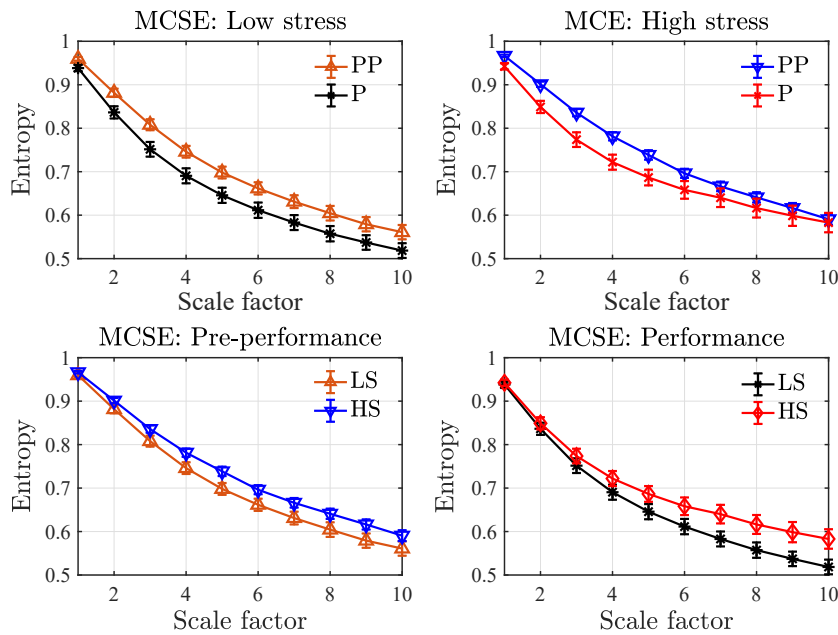 MCSE: Low stress
1
0.9
0.8
0.7
0.6
0.5
Entropy
PP
P
2 4 6 8 10
Scale factor
MCE: High stress
1
0.9
0.8
0.7
0.6
0.5
Entropy
PP
P
2 4 6 8 10
Scale factor
MCSE: Pre-performance
1
0.9
0.8
0.7
0.6
0.5
Entropy
LS
HS
2 4 6 8 10
Scale factor
MCSE: Performance
1
0.9
0.8
0.7
0.6
0.5
Entropy
LS
HS
2 4 6 8 10
Scale factor